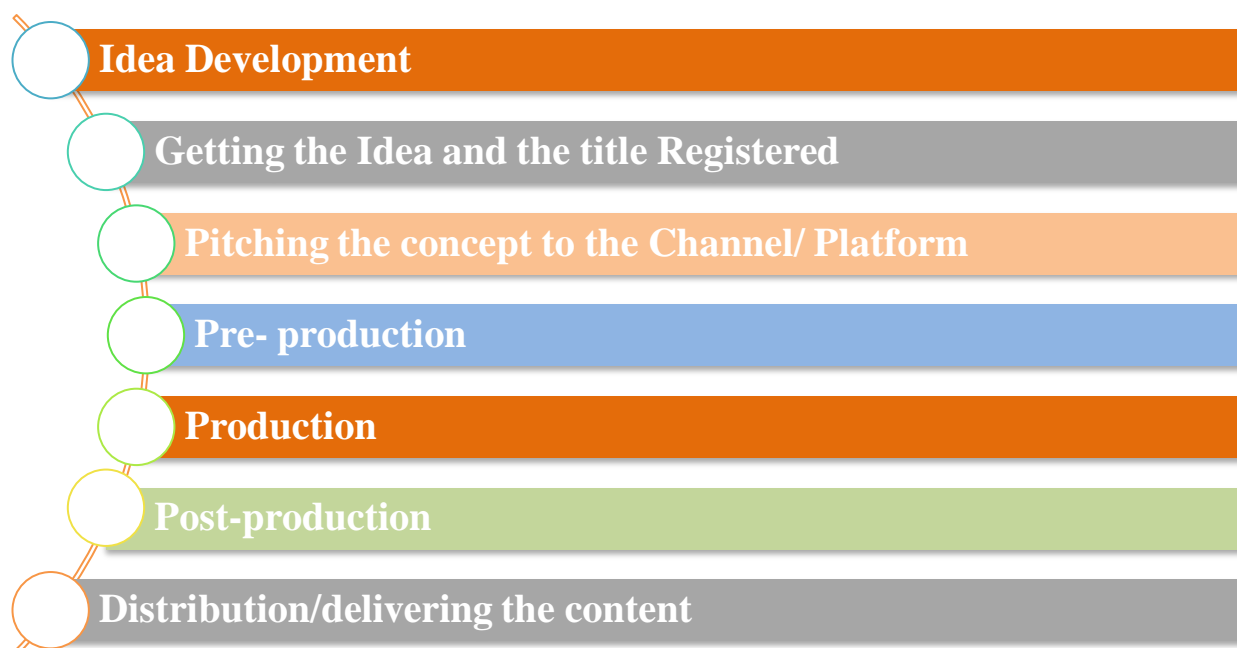 Idea Development
Getting the Idea and the title Registered
Pitching the concept to the Channel/ Platform
Pre- production
Production
Post-production
Distribution/delivering the content